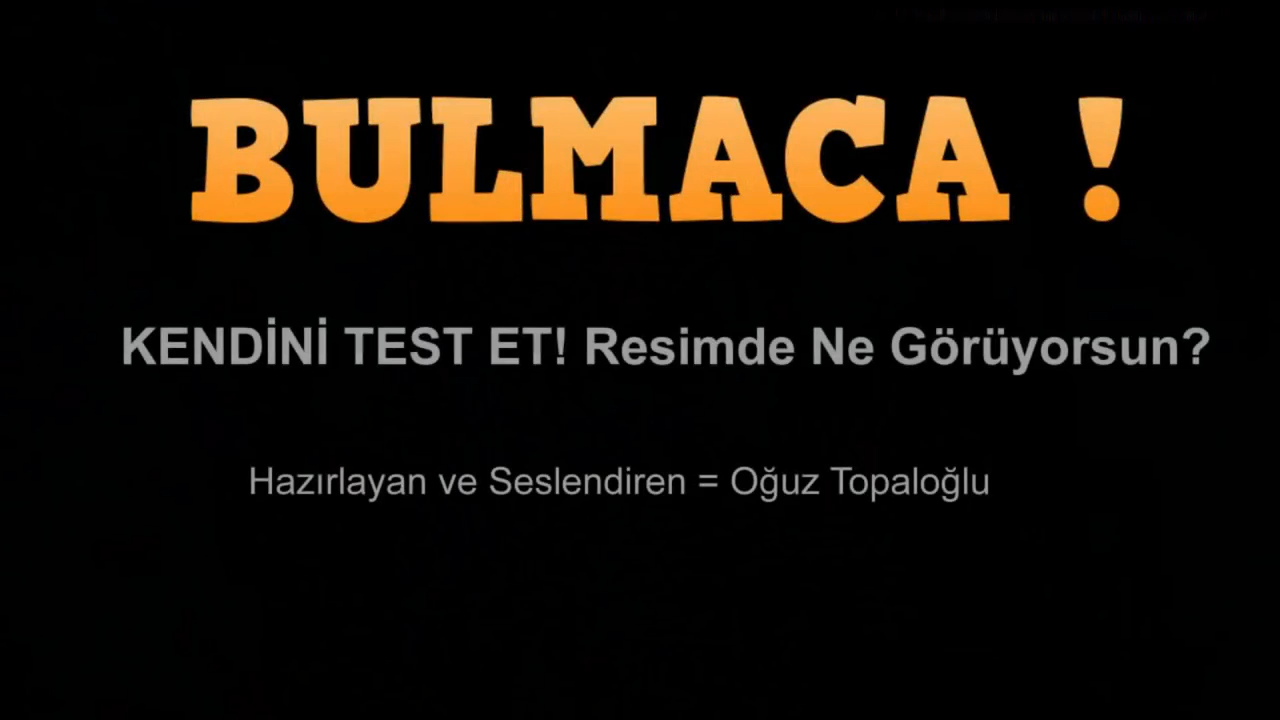 BULMACA !
KENDİNİ TEST ET! Resimde Ne Görüyorsun?
Hazırlayan ve Seslendiren = Oğuz Topaloğlu